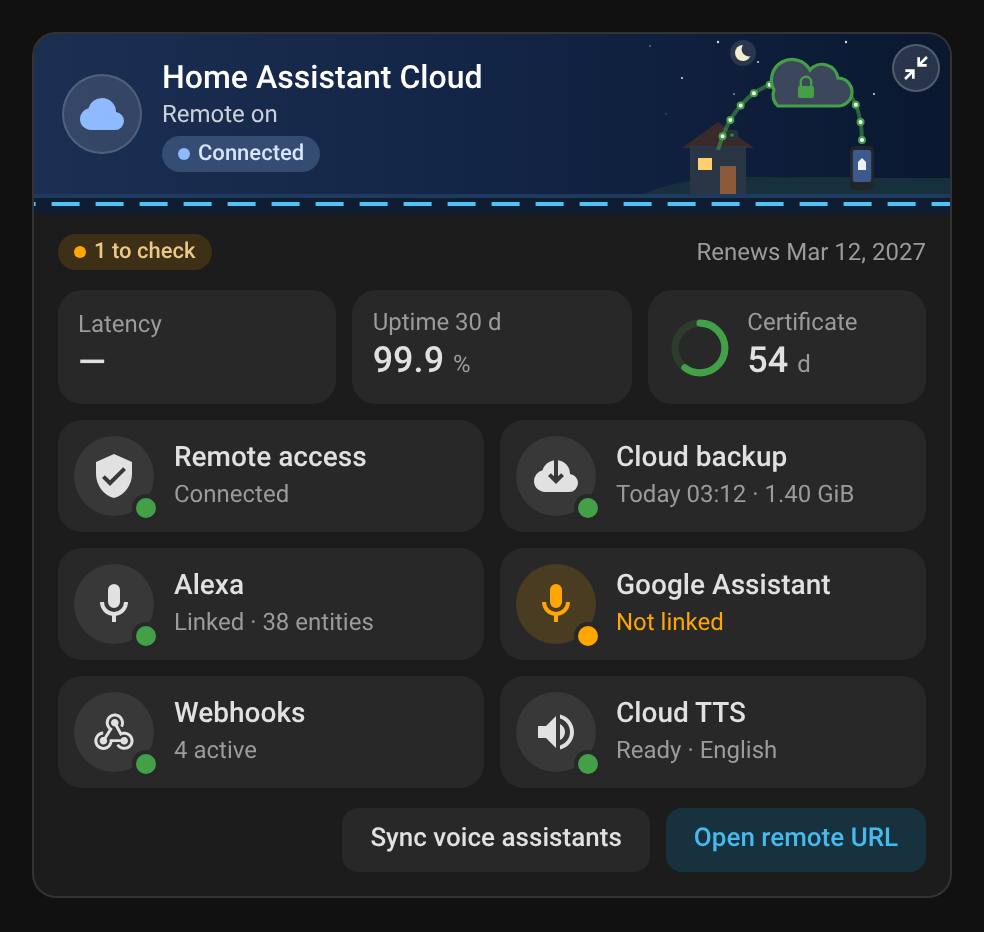 Home Assistant Cloud
Remote on
Connected
1 to check
Renews Mar 12, 2027
Latency
—
Uptime 30 d
99.9 %
Certificate
54 d
Remote access
Connected
Cloud backup
Today 03:12 · 1.40 GiB
Alexa
Linked · 38 entities
Google Assistant
Not linked
Webhooks
4 active
Cloud TTS
Ready · English
Sync voice assistants
Open remote URL